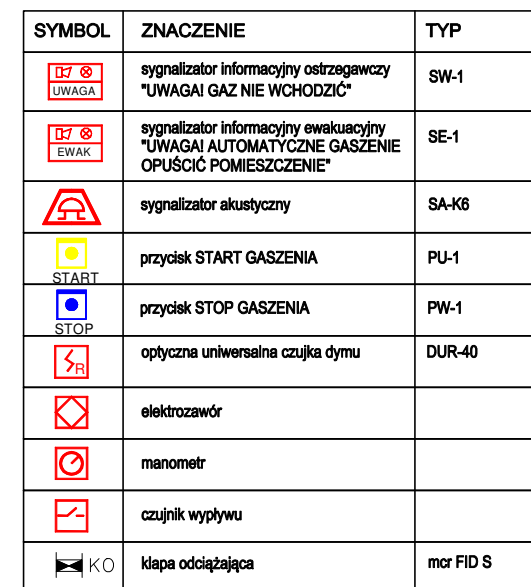 SYMBOL ZNACZENIE TYP
UWAGA sygnalizator informacyjny ostrzegawczy SW-1
"UWAGA! GAZ NIE WCHODZIĆ"
EWAK sygnalizator informacyjny ewakuacyjny SE-1
"UWAGA! AUTOMATYCZNE GASZENIE
OPUŚCIĆ POMIESZCZENIE"
sygnalizator akustyczny SA-K6
START przycisk START GASZENIA PU-1
STOP przycisk STOP GASZENIA PW-1
R optyczna uniwersalna czujka dymu DUR-40
elektrozawór
manometr
czujnik wypływu
KO klapa odciążająca mcr FID S